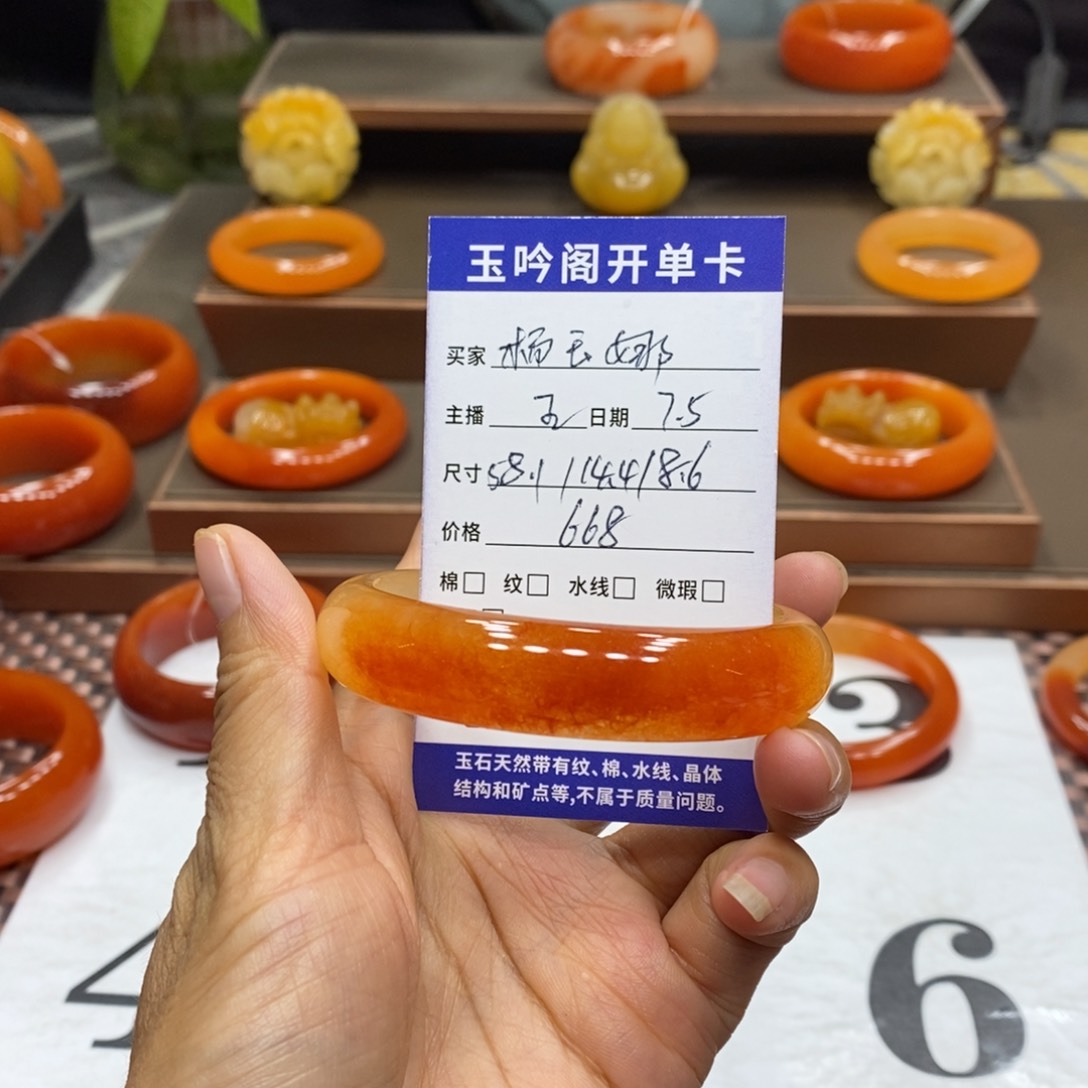 玉吟阁开单卡
买家 杨玉娜
主播 玉 日期 7.5
尺寸 58.1/14.4/8.6
价格 668
棉□ 纹□ 水线□ 微瑕□
玉石天然带有纹、棉、水线、晶体
结构和矿点等,不属于质量问题。
3
4
6